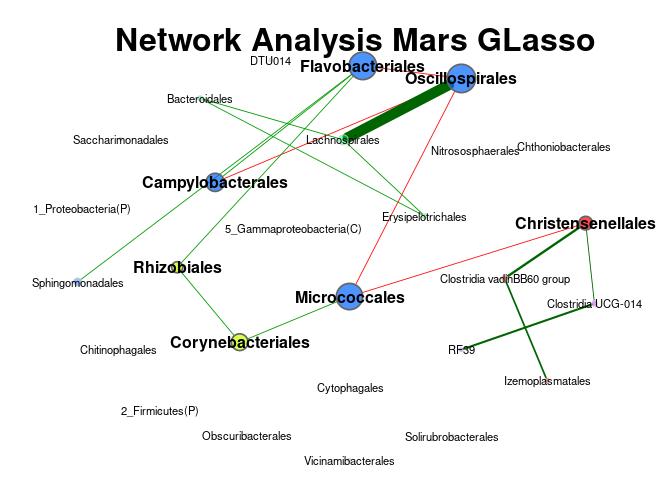 Network Analysis Mars GLasso
DTU014
Flavobacteriales
Oscillospirales
Bacteroidales
Saccharimonadales
Lachnospirales
Nitrososphaerales
Chthoniobacterales
Campylobacterales
1_Proteobacteria(P)
Erysipelotrichales
5_Gammaproteobacteria(C)
Christensenellales
Rhizobiales
Sphingomonadales
Clostridia vadinBB60 group
Micrococcales
Clostridia UCG-014
Corynebacteriales
Chitinophagales
RF39
Izemoplasmatales
Cytophagales
2_Firmicutes(P)
Obscuribacterales
Solirubrobacterales
Vicinamibacterales